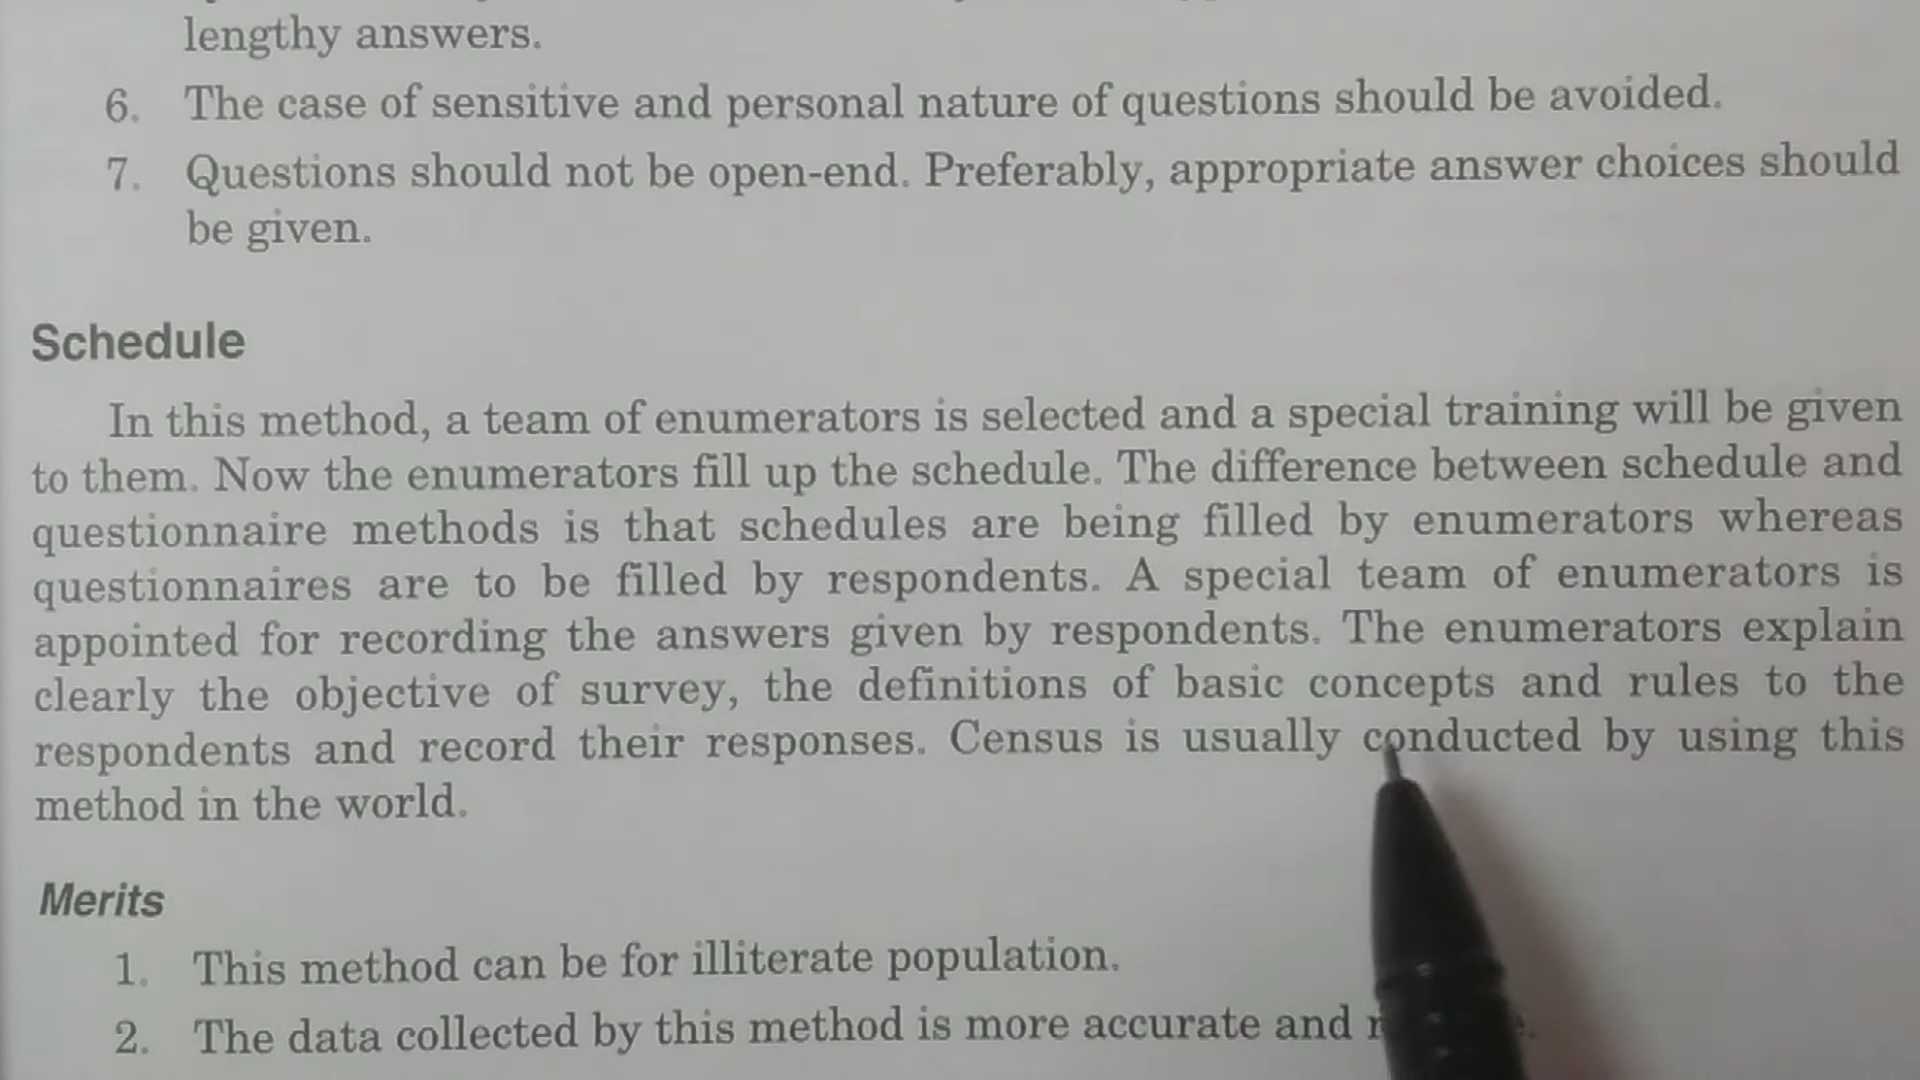 lengthy answers.
6. The case of sensitive and personal nature of questions should be avoided.
7. Questions should not be open-end. Preferably, appropriate answer choices should
be given.
Schedule
In this method, a team of enumerators is selected and a special training will be given
to them. Now the enumerators fill up the schedule. The difference between schedule and
questionnaire methods is that schedules are being filled by enumerators whereas
questionnaires are to be filled by respondents. A special team of enumerators is
appointed for recording the answers given by respondents. The enumerators explain
clearly the objective of survey, the definitions of basic concepts and rules to the
respondents and record their responses. Census is usually conducted by using this
method in the world.
Merits
1. This method can be for illiterate population.
2. The data collected by this method is more accurate and